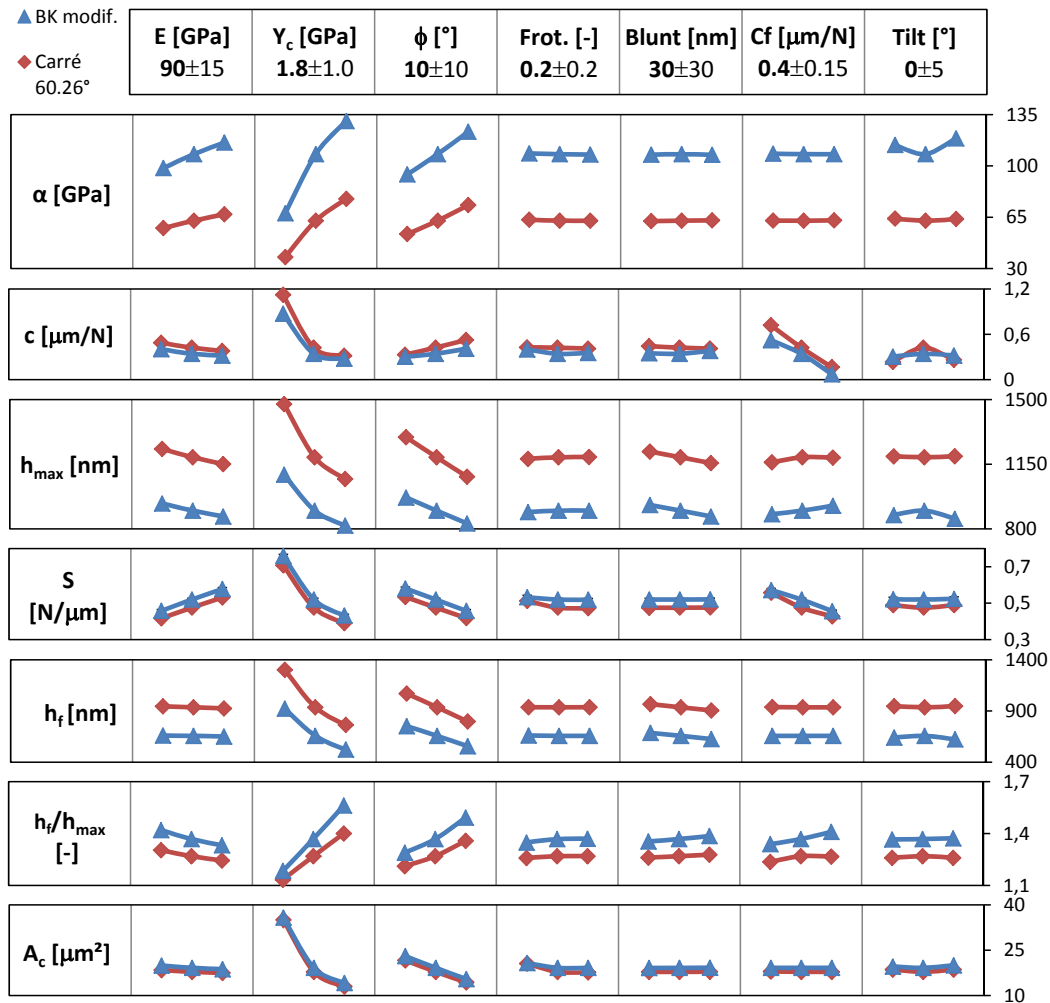 BK modif.
Carré
60.26°
E [GPa]
90±15
Y_c [GPa]
1.8±1.0
ϕ [°]
10±10
Frot. [-]
0.2±0.2
Blunt [nm]
30±30
Cf [µm/N]
0.4±0.15
Tilt [°]
0±5
α [GPa]
135
100
65
30
c [µm/N]
1,2
0,6
0
h_max [nm]
1500
1150
800
S
[N/µm]
0,7
0,5
0,3
h_f [nm]
1400
900
400
h_f/h_max
[-]
1,7
1,4
1,1
A_c [µm²]
40
25
10